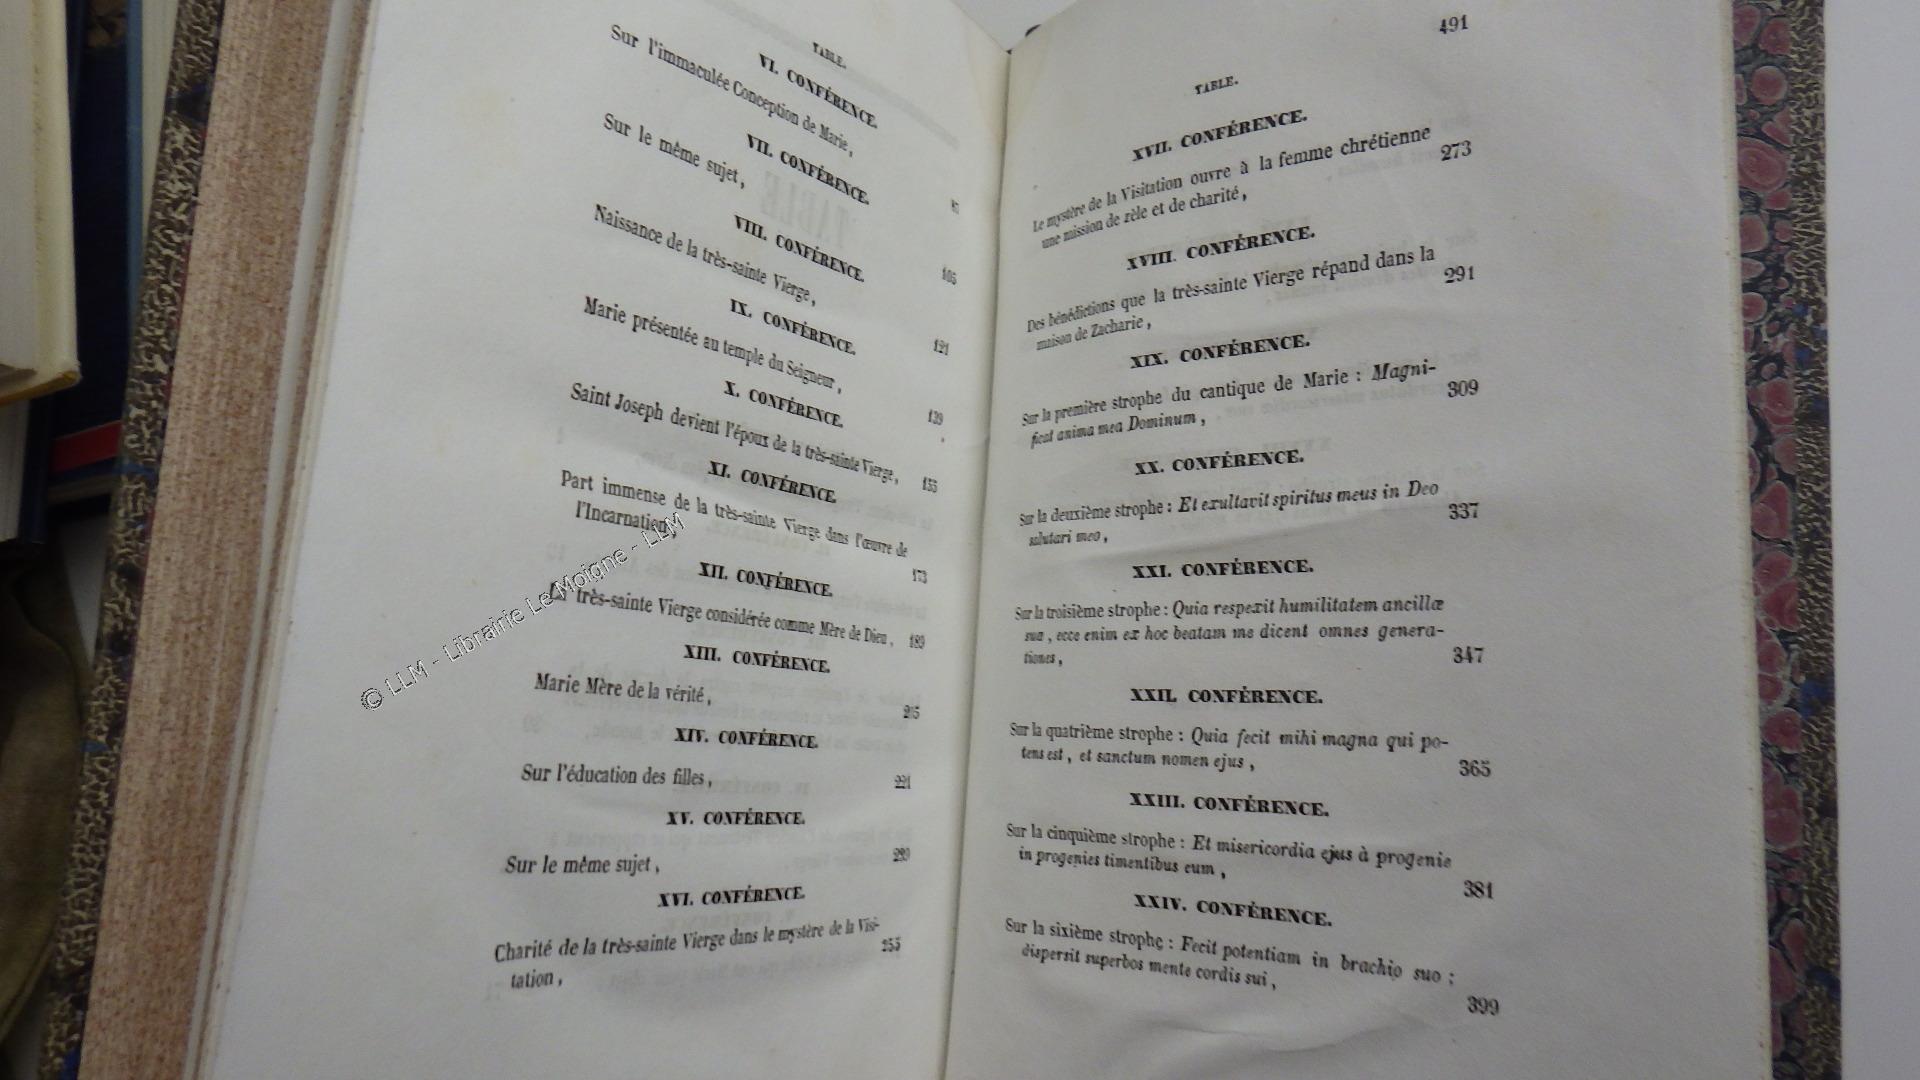 TABLE.
VI. CONFÉRENCE.
Sur l'immaculée Conception de Marie,
87
VII. CONFÉRENCE.
Sur le même sujet,
105
VIII. CONFÉRENCE.
Naissance de la très-sainte Vierge,
121
IX. CONFÉRENCE.
Marie présentée au temple du Seigneur,
139
X. CONFÉRENCE.
Saint Joseph devient l'époux de la très-sainte Vierge, 155
XI. CONFÉRENCE.
Part immense de la très-sainte Vierge dans l'œuvre de
l'Incarnation, 173
XII. CONFÉRENCE.
La très-sainte Vierge considérée comme Mère de Dieu, 189
XIII. CONFÉRENCE.
Marie Mère de la vérité,
XIV. CONFÉRENCE.
Sur l'éducation des filles, 221
XV. CONFÉRENCE.
Sur le même sujet,
XVI. CONFÉRENCE.
Charité de la très-sainte Vierge dans le mystère de la Visi-
tation, 255
© LLM - Librairie Le Moigne - LLM
491
TABLE.
XVII. CONFÉRENCE.
Le mystère de la Visitation ouvre à la femme chrétienne
une mission de zèle et de charité, 273
XVIII. CONFÉRENCE.
Des bénédictions que la très-sainte Vierge répand dans la
maison de Zacharie, 291
XIX. CONFÉRENCE.
Sur la première strophe du cantique de Marie : Magni-
ficat anima mea Dominum, 309
XX. CONFÉRENCE.
Sur la deuxième strophe : Et exultavit spiritus meus in Deo
salutari meo, 337
XXI. CONFÉRENCE.
Sur la troisième strophe : Quia respexit humilitatem ancillæ
suæ, ecce enim ex hoc beatam me dicent omnes genera-
tiones, 347
XXII. CONFÉRENCE.
Sur la quatrième strophe : Quia fecit mihi magna qui po-
tens est, et sanctum nomen ejus, 365
XXIII. CONFÉRENCE.
Sur la cinquième strophe : Et misericordia ejus à progenie
in progenies timentibus eum, 381
XXIV. CONFÉRENCE.
Sur la sixième strophe : Fecit potentiam in brachio suo ;
dispersit superbos mente cordis sui, 399